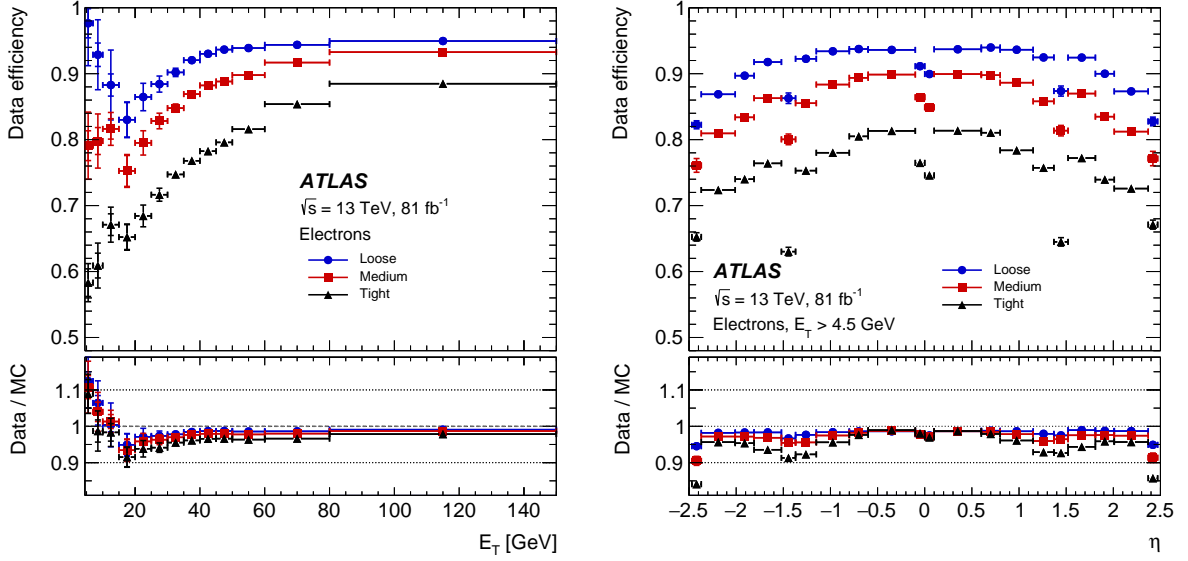 Data efficiency
1
0.9
0.8
0.7
0.6
0.5
ATLAS
√s = 13 TeV, 81 fb⁻¹
Electrons
Loose
Medium
Tight
Data / MC
1.1
1
0.9
20 40 60 80 100 120 140
E_T [GeV]
Data efficiency
1
0.9
0.8
0.7
0.6
0.5
ATLAS
√s = 13 TeV, 81 fb⁻¹
Electrons, E_T > 4.5 GeV
Loose
Medium
Tight
Data / MC
1.1
1
0.9
−2.5 −2 −1.5 −1 −0.5 0 0.5 1 1.5 2 2.5
η